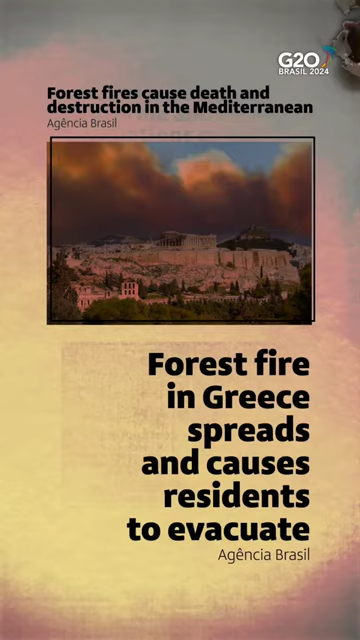 G20
BRASIL 2024
Forest fires cause death and
destruction in the Mediterranean
Agência Brasil
Forest fire
in Greece
spreads
and causes
residents
to evacuate
Agência Brasil